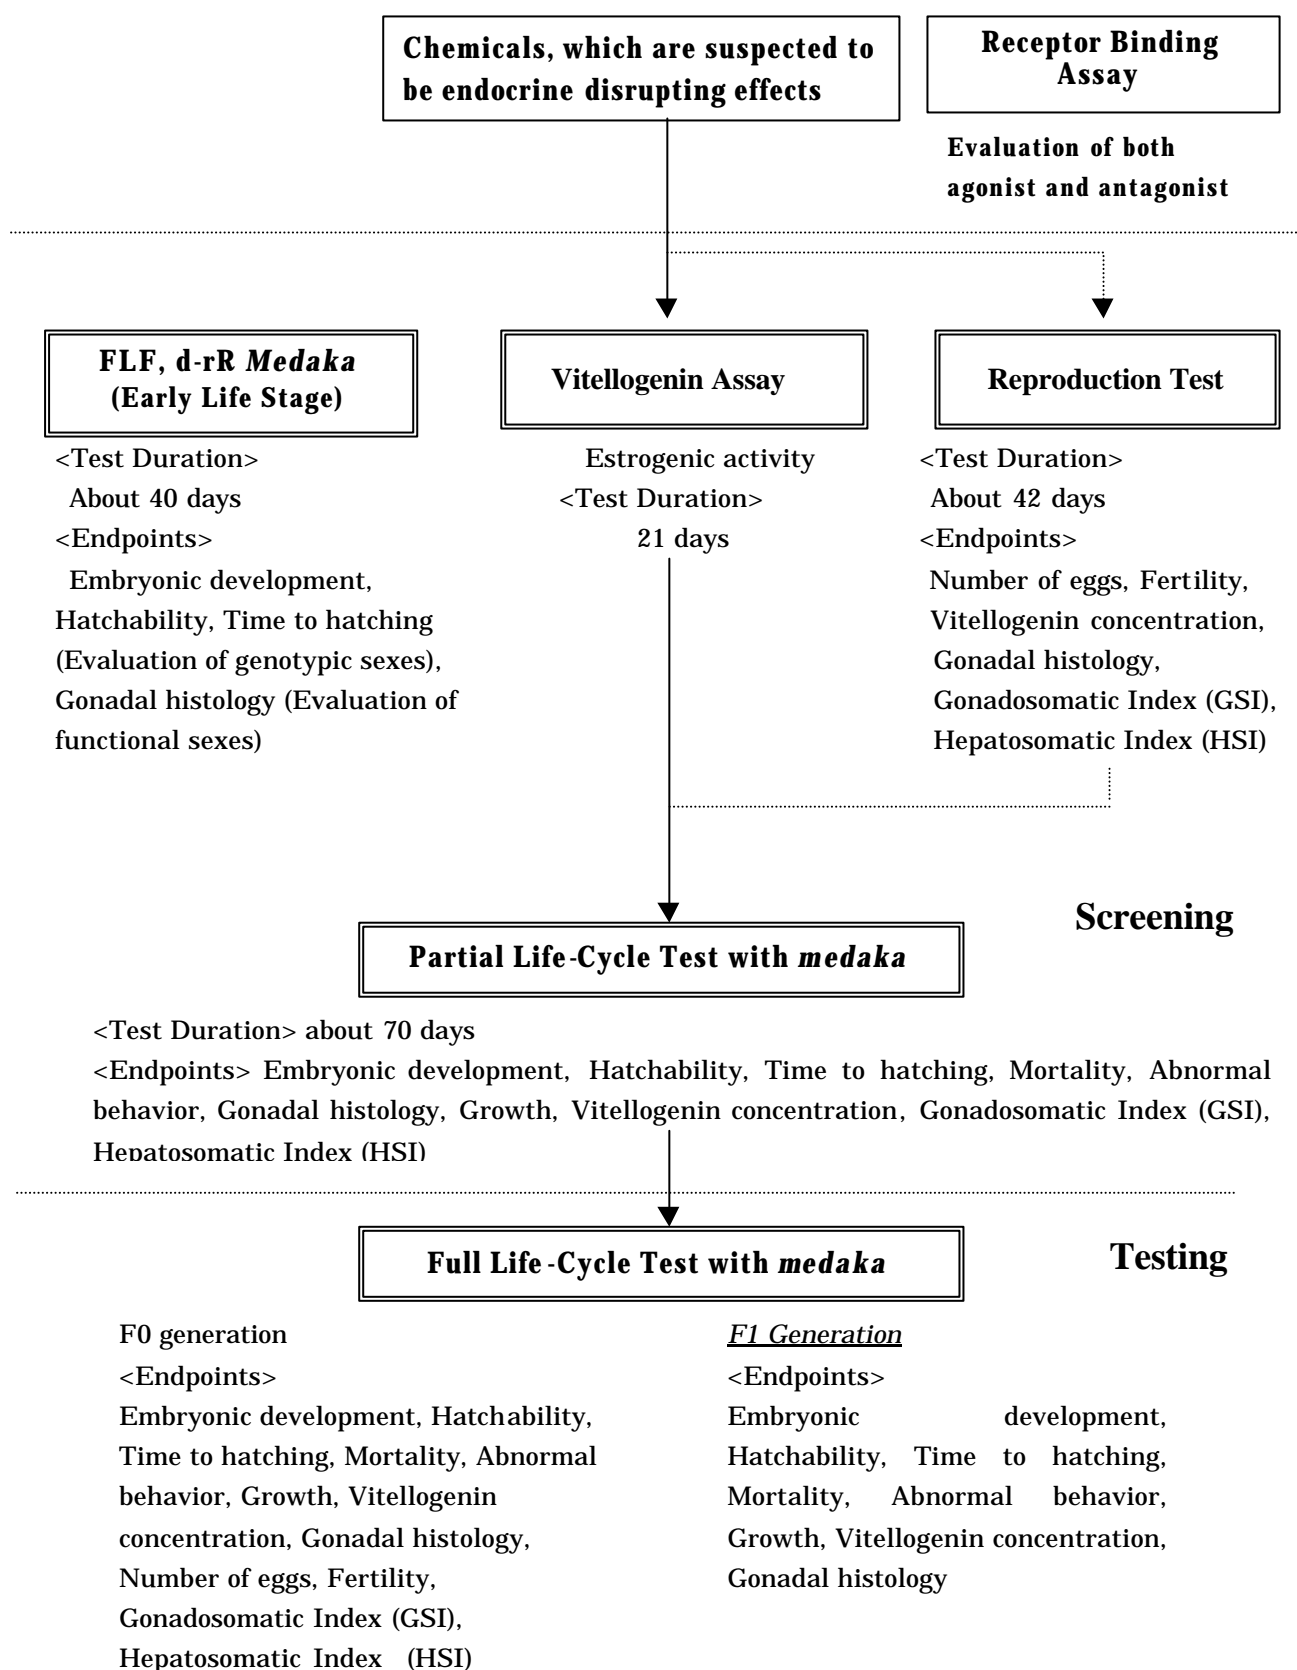 Chemicals, which are suspected to
be endocrine disrupting effects
Receptor Binding
Assay
Evaluation of both
agonist and antagonist
FLF, d-rR Medaka
(Early Life Stage)
<Test Duration>
About 40 days
<Endpoints>
Embryonic development,
Hatchability, Time to hatching
(Evaluation of genotypic sexes),
Gonadal histology (Evaluation of
functional sexes)
Vitellogenin Assay
Estrogenic activity
<Test Duration>
21 days
Reproduction Test
<Test Duration>
About 42 days
<Endpoints>
Number of eggs, Fertility,
Vitellogenin concentration,
Gonadal histology,
Gonadosomatic Index (GSI),
Hepatosomatic Index (HSI)
Screening
Partial Life-Cycle Test with medaka
<Test Duration> about 70 days
<Endpoints> Embryonic development, Hatchability, Time to hatching, Mortality, Abnormal
behavior, Gonadal histology, Growth, Vitellogenin concentration, Gonadosomatic Index (GSI),
Hepatosomatic Index (HSI)
Testing
Full Life-Cycle Test with medaka
F0 generation
<Endpoints>
Embryonic development, Hatchability,
Time to hatching, Mortality, Abnormal
behavior, Growth, Vitellogenin
concentration, Gonadal histology,
Number of eggs, Fertility,
Gonadosomatic Index (GSI),
Hepatosomatic Index (HSI)
F1 Generation
<Endpoints>
Embryonic development,
Hatchability, Time to hatching,
Mortality, Abnormal behavior,
Growth, Vitellogenin concentration,
Gonadal histology